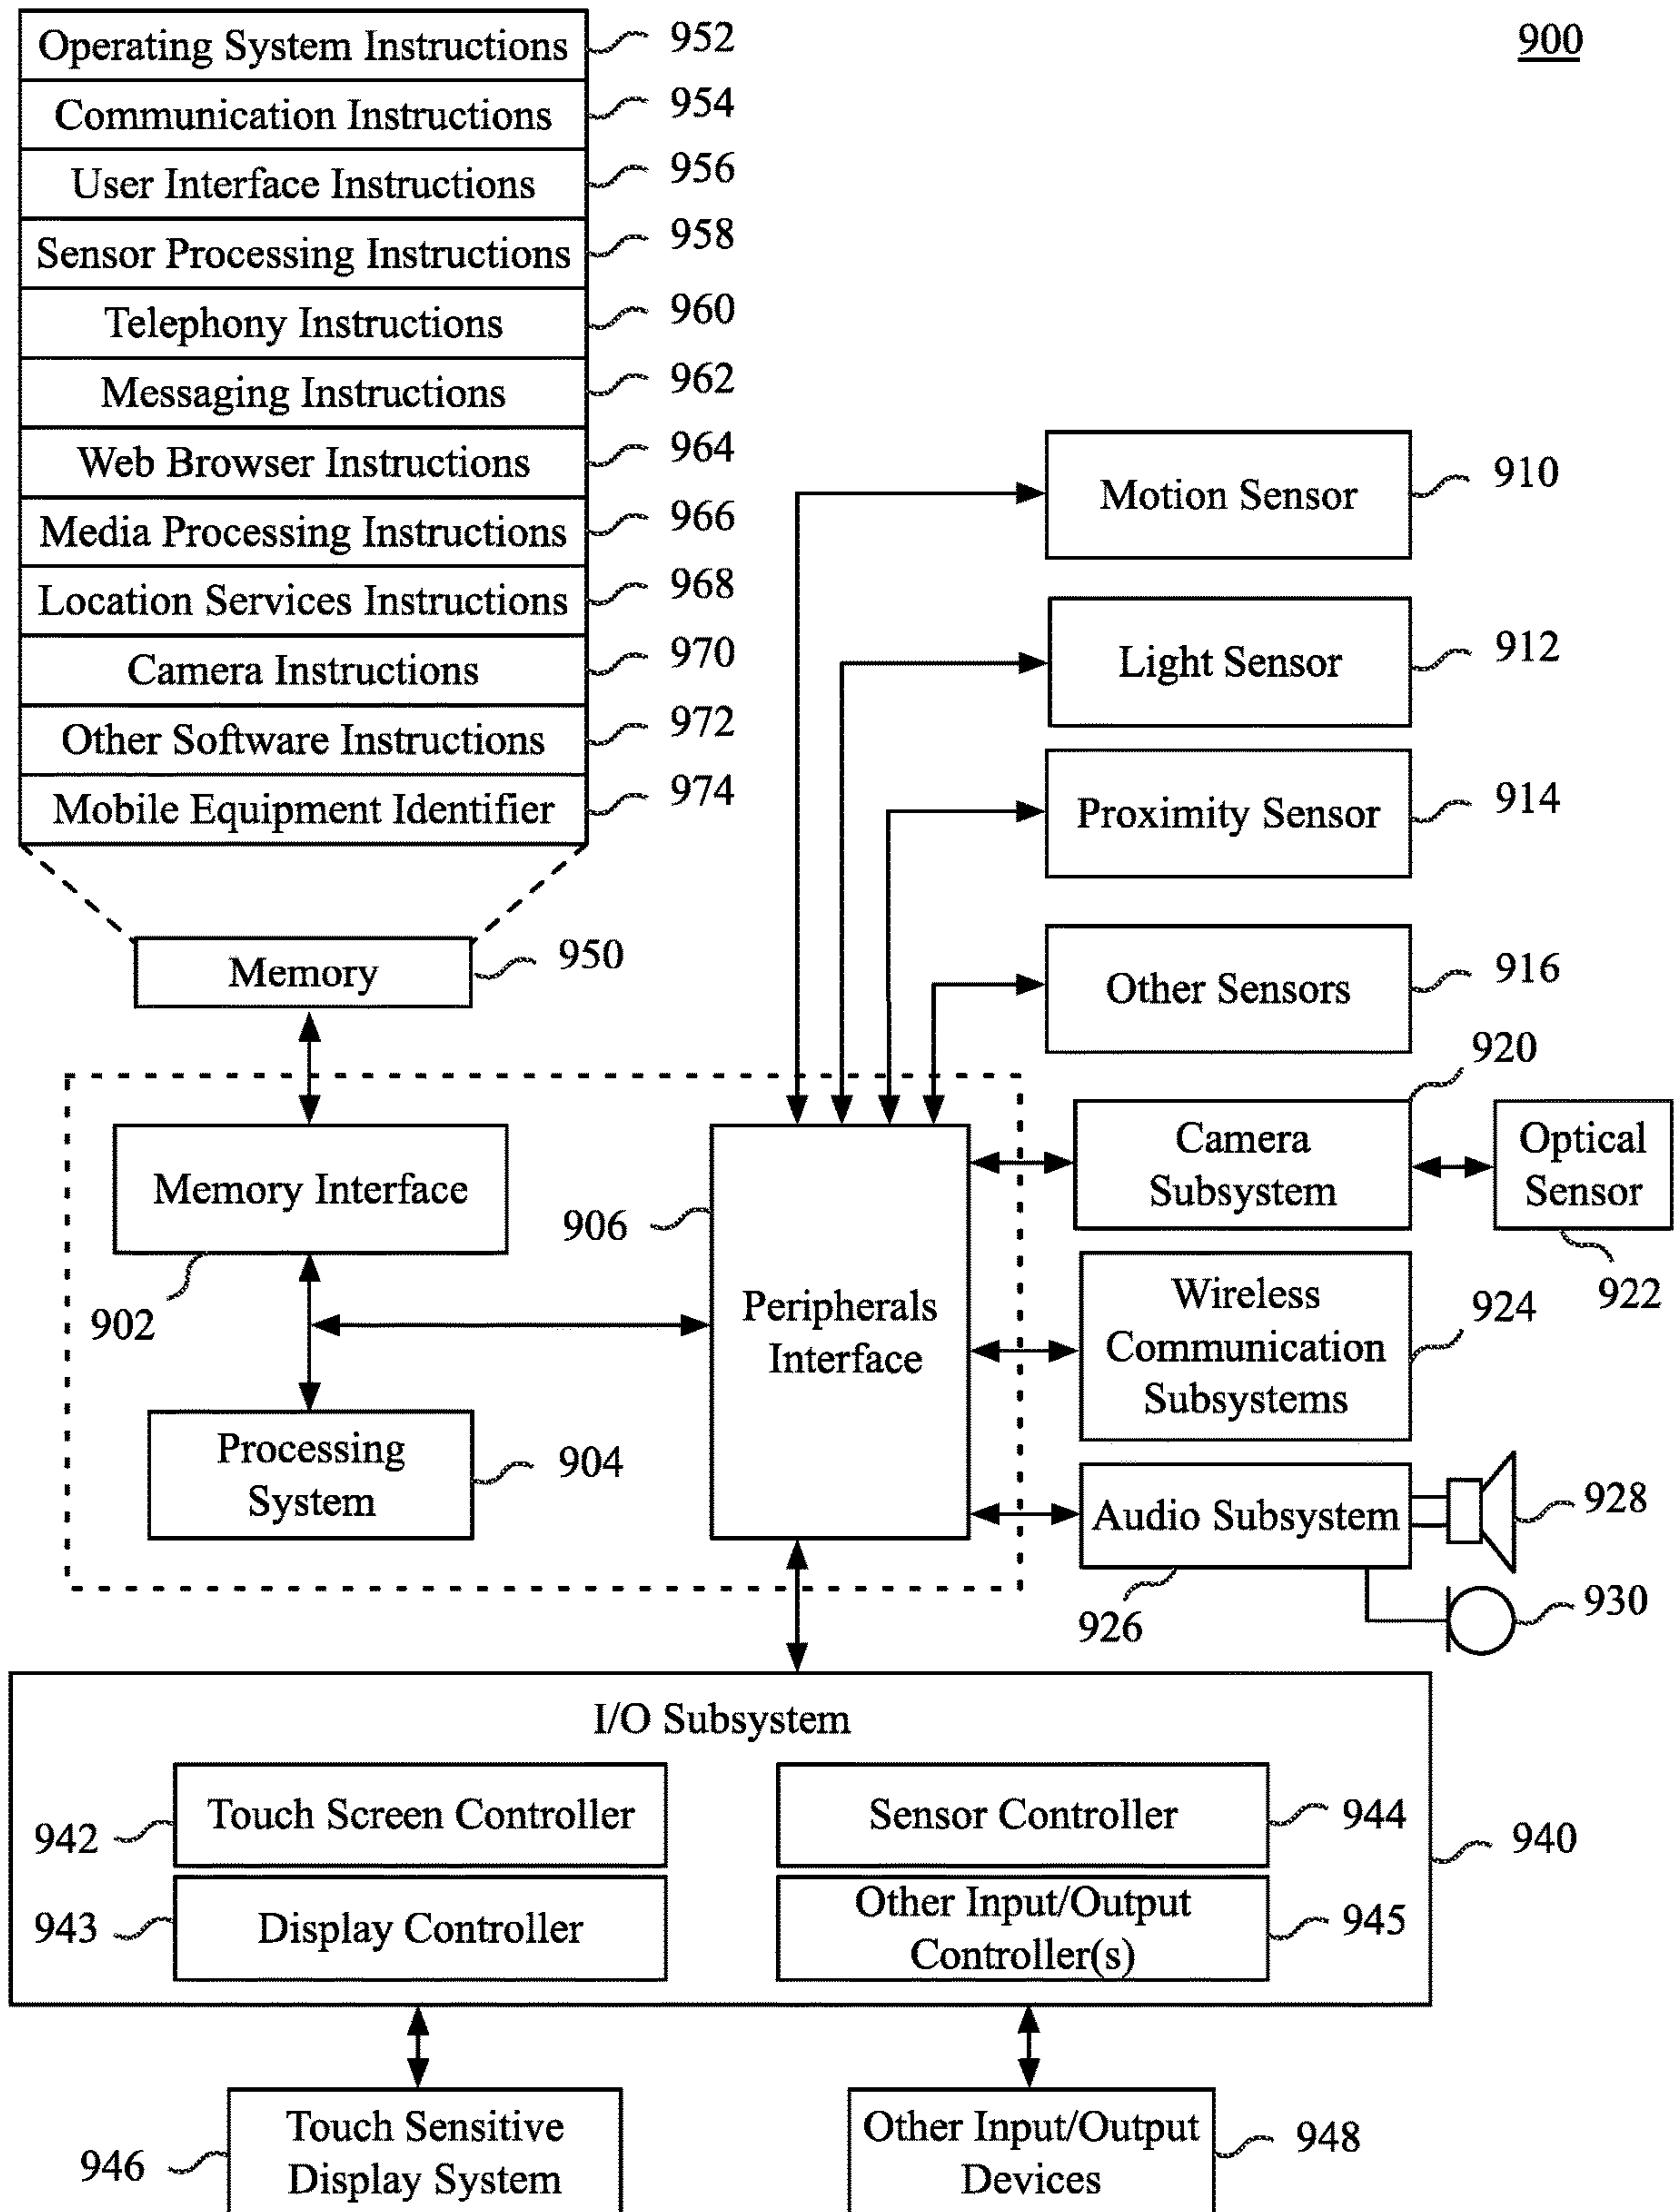 900
Operating System Instructions 952
Communication Instructions 954
User Interface Instructions 956
Sensor Processing Instructions 958
Telephony Instructions 960
Messaging Instructions 962
Web Browser Instructions 964
Media Processing Instructions 966
Location Services Instructions 968
Camera Instructions 970
Other Software Instructions 972
Mobile Equipment Identifier 974
Memory 950
Motion Sensor 910
Light Sensor 912
Proximity Sensor 914
Other Sensors 916
Memory Interface
902
Processing
System
904
906
Peripherals
Interface
920
Camera
Subsystem
Optical
Sensor
922
Wireless
Communication
Subsystems
924
Audio Subsystem
926
928
930
I/O Subsystem
940
942 Touch Screen Controller
Sensor Controller 944
943 Display Controller
Other Input/Output
Controller(s)
945
Touch Sensitive
Display System
946
Other Input/Output
Devices
948